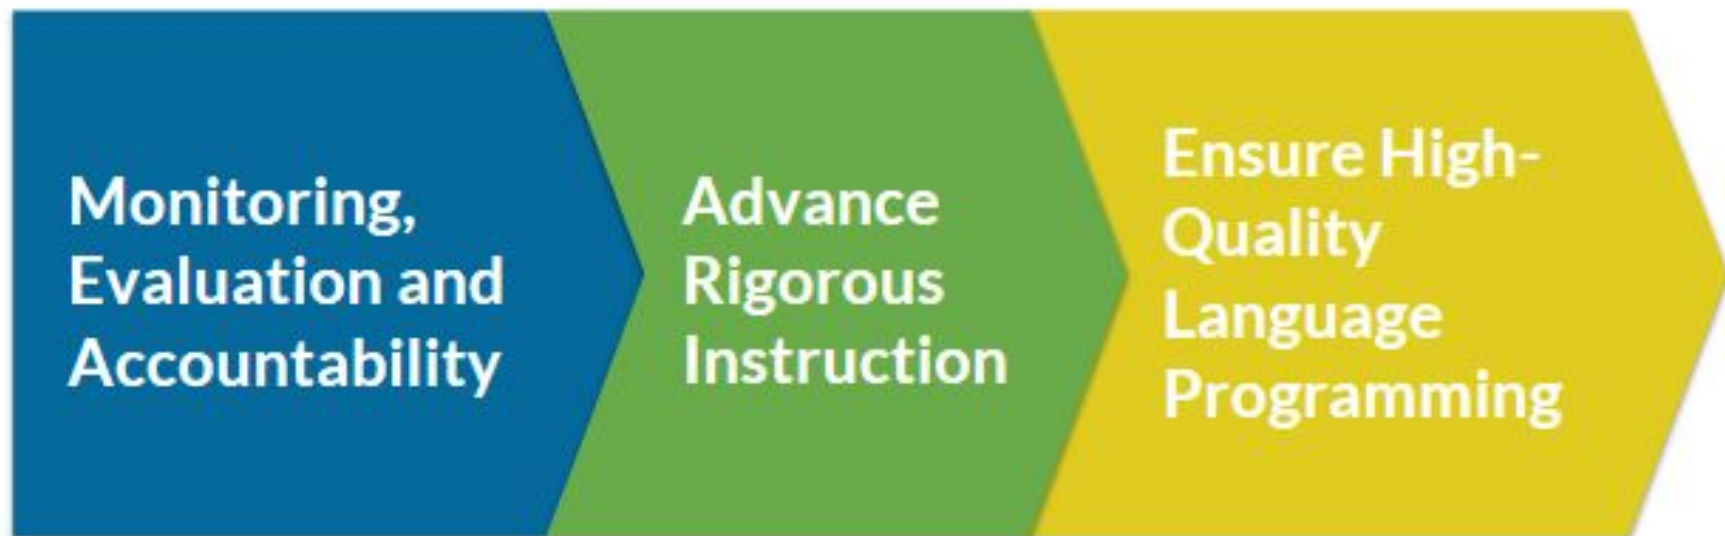 Monitoring,
Evaluation and
Accountability
Advance
Rigorous
Instruction
Ensure High-
Quality
Language
Programming